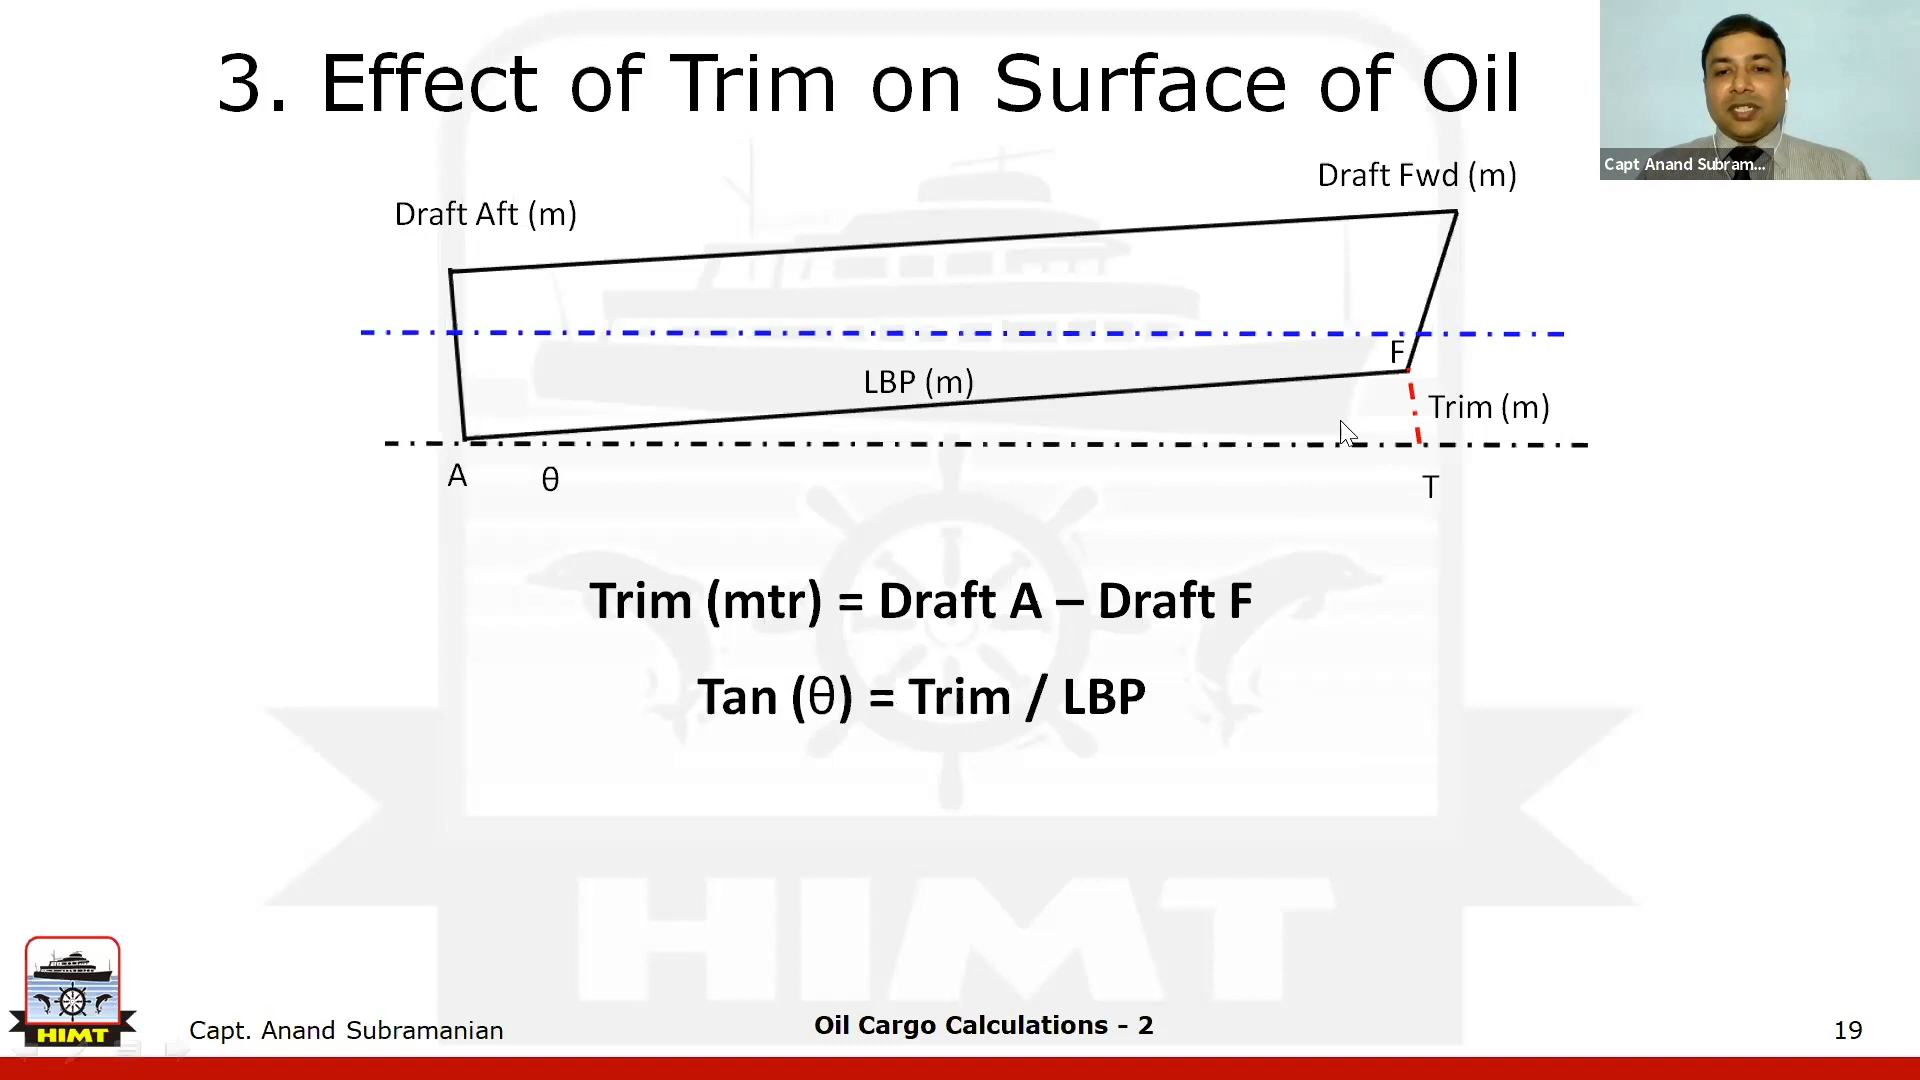 3. Effect of Trim on Surface of Oil
Capt Anand Subram...
Draft Fwd (m)
Draft Aft (m)
F
LBP (m)
Trim (m)
A
θ
T
Trim (mtr) = Draft A – Draft F
Tan (θ) = Trim / LBP
HIMT
HIMT
Capt. Anand Subramanian
Oil Cargo Calculations - 2
19